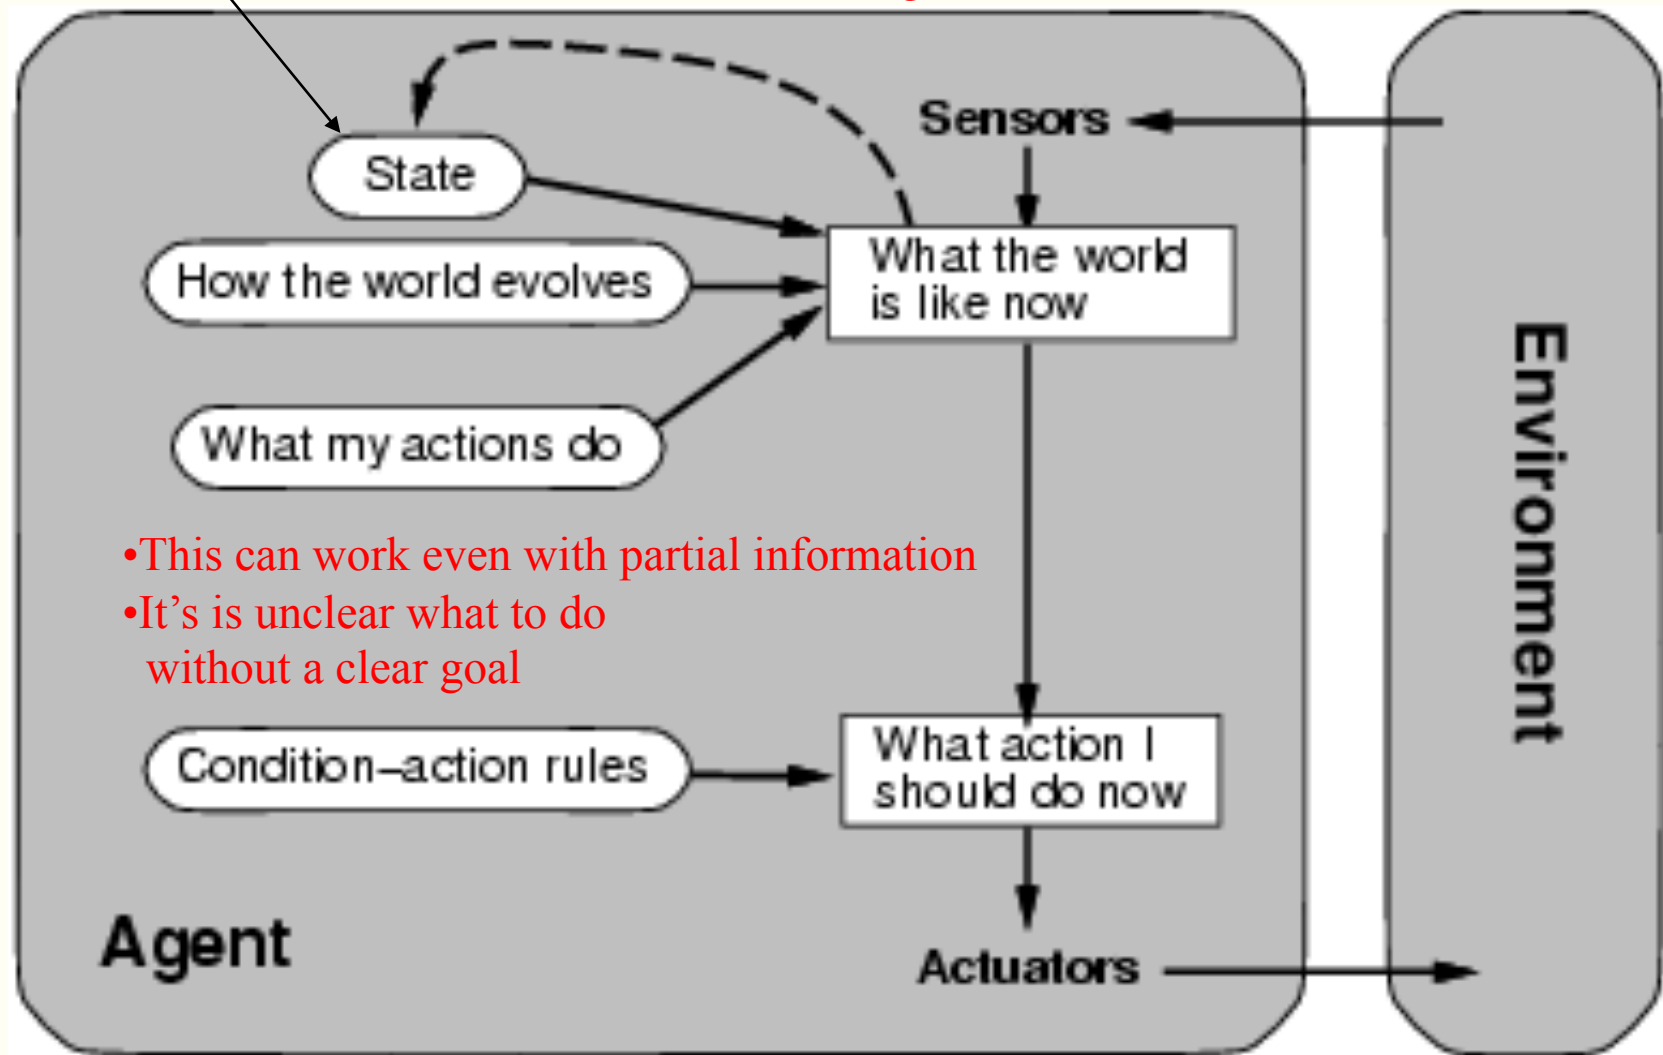 Sensors
State
What the world
is like now
How the world evolves
What my actions do
Environment
•This can work even with partial information
•It's is unclear what to do
without a clear goal
Condition–action rules
What action I
should do now
Agent
Actuators